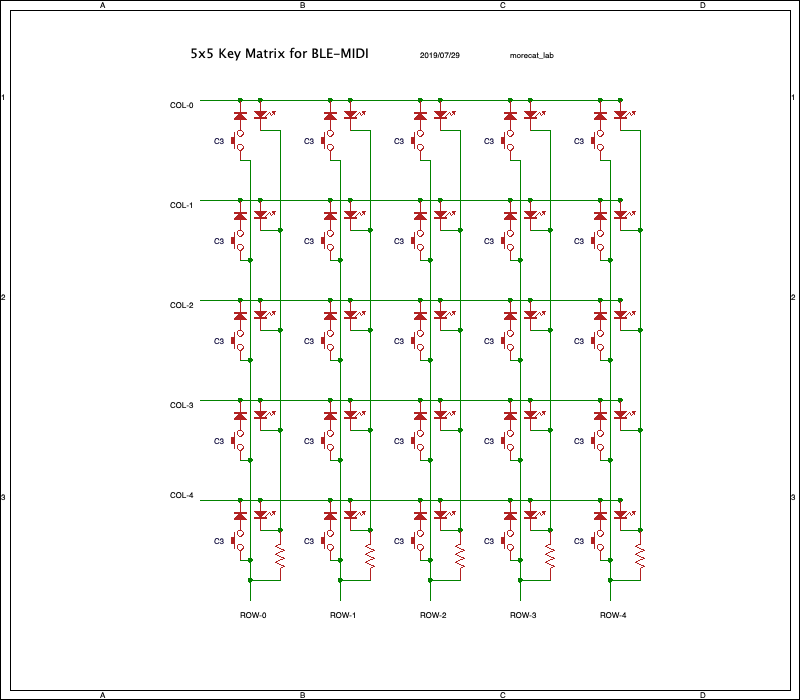 A B C D
5x5 Key Matrix for BLE-MIDI 2019/07/29 morecat_lab
1 1
COL-0
C3 C3 C3 C3 C3
COL-1
C3 C3 C3 C3 C3
2 2
COL-2
C3 C3 C3 C3 C3
COL-3
C3 C3 C3 C3 C3
COL-4
3 3
C3 C3 C3 C3 C3
ROW-0 ROW-1 ROW-2 ROW-3 ROW-4
A B C D